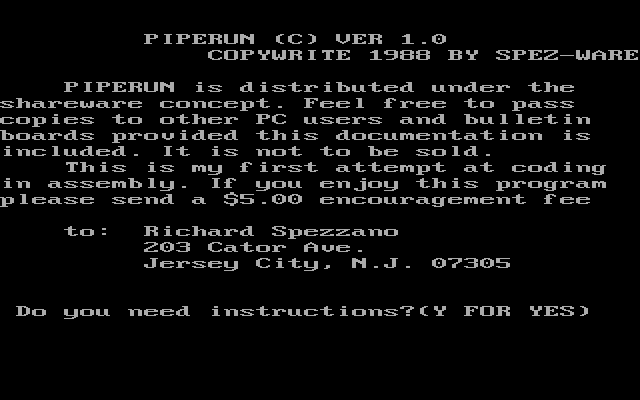 PIPERUN (C) VER 1.0
COPYWRITE 1988 BY SPEZ-WARE
PIPERUN is distributed under the
shareware concept. Feel free to pass
copies to other PC users and bulletin
boards provided this documentation is
included. It is not to be sold.
This is my first attempt at coding
in assembly. If you enjoy this program
please send a $5.00 encouragement fee
to: Richard Spezzano
203 Cator Ave.
Jersey City, N.J. 07305
Do you need instructions?(Y FOR YES)